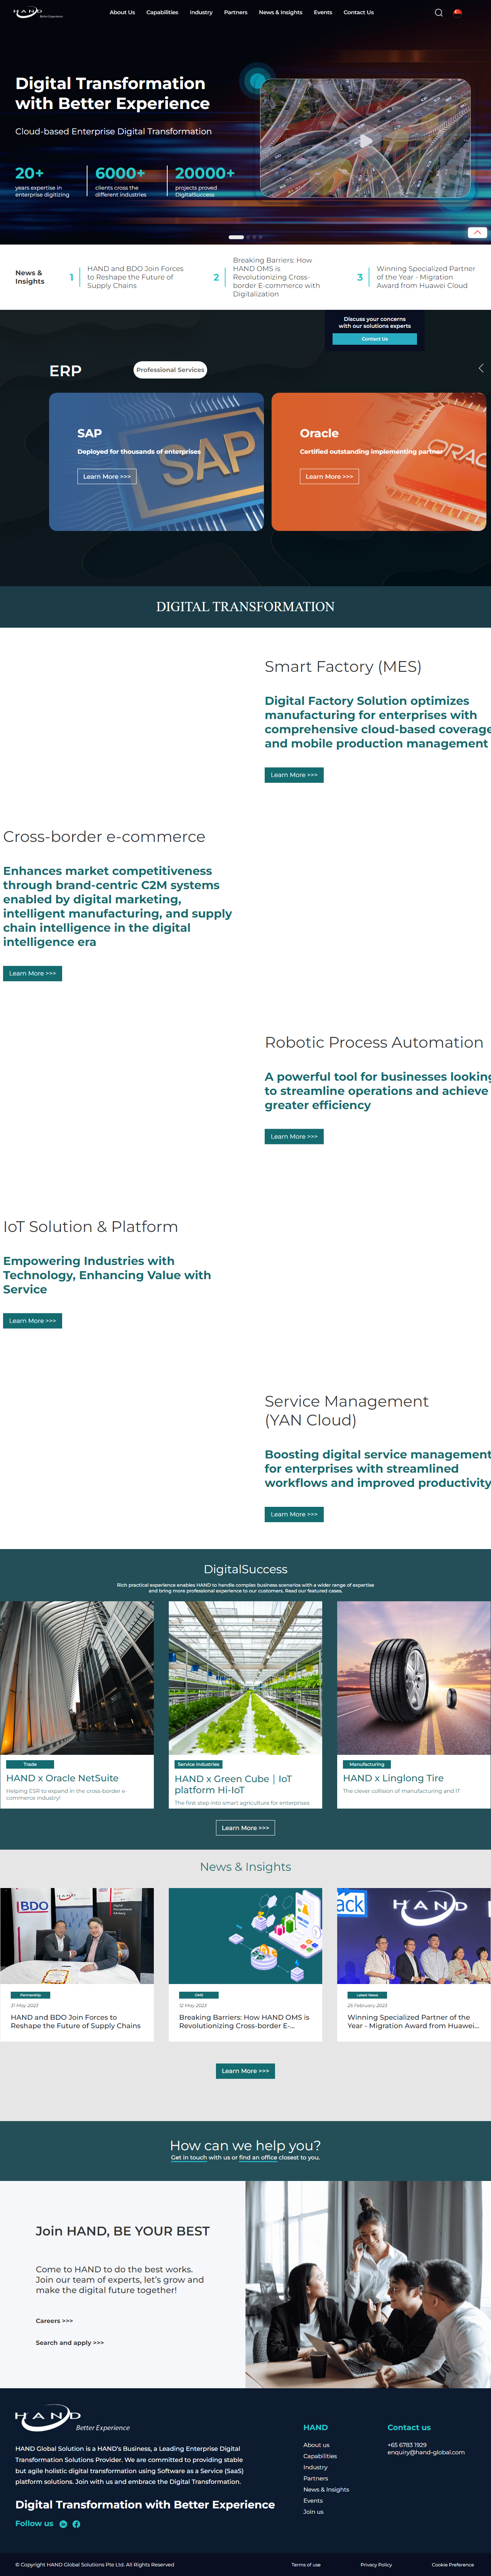 HAND
Better Experience
About Us
Capabilities
Industry
Partners
News & Insights
Events
Contact Us
Digital Transformation
with Better Experience
Cloud-based Enterprise Digital Transformation
20+
years expertise in
enterprise digitizing
6000+
clients cross the
different industries
20000+
projects proved
DigitalSuccess
News &
Insights
1
HAND and BDO Join Forces
to Reshape the Future of
Supply Chains
2
Breaking Barriers: How
HAND OMS is
Revolutionizing Cross-
border E-commerce with
Digitalization
3
Winning Specialized Partner
of the Year - Migration
Award from Huawei Cloud
Discuss your concerns
with our solutions experts
Contact Us
ERP
Professional Services
SAP
Deployed for thousands of enterprises
Learn More >>>
SAP
Oracle
Certified outstanding implementing partner
Learn More >>>
ORAC
DIGITAL TRANSFORMATION
Smart Factory (MES)
Digital Factory Solution optimizes
manufacturing for enterprises with
comprehensive cloud-based coverage
and mobile production management
Learn More >>>
Cross-border e-commerce
Enhances market competitiveness
through brand-centric C2M systems
enabled by digital marketing,
intelligent manufacturing, and supply
chain intelligence in the digital
intelligence era
Learn More >>>
Robotic Process Automation
A powerful tool for businesses looking
to streamline operations and achieve
greater efficiency
Learn More >>>
IoT Solution & Platform
Empowering Industries with
Technology, Enhancing Value with
Service
Learn More >>>
Service Management
(YAN Cloud)
Boosting digital service management
for enterprises with streamlined
workflows and improved productivity
Learn More >>>
DigitalSuccess
Rich practical experience enables HAND to handle complex business scenarios with a wider range of expertise
and bring more professional experience to our customers. Read our featured cases.
Trade
HAND x Oracle NetSuite
Helping ESR to expand in the cross-border e-
commerce industry!
Service Industries
HAND x Green Cube | IoT
platform Hi-IoT
The first step into smart agriculture for enterprises
Manufacturing
HAND x Linglong Tire
The clever collision of manufacturing and IT
Learn More >>>
News & Insights
BDO
HAND
Partnership
31 May 2023
HAND and BDO Join Forces to
Reshape the Future of Supply Chains
OMS
12 May 2023
Breaking Barriers: How HAND OMS is
Revolutionizing Cross-border E-...
ack
HAND
Latest News
25 February 2023
Winning Specialized Partner of the
Year - Migration Award from Huawei...
Learn More >>>
How can we help you?
Get in touch with us or find an office closest to you.
Join HAND, BE YOUR BEST
Come to HAND to do the best works.
Join our team of experts, let's grow and
make the digital future together!
Careers >>>
Search and apply >>>
HAND
Better Experience
HAND Global Solution is a HAND's Business, a Leading Enterprise Digital
Transformation Solutions Provider. We are committed to providing stable
but agile holistic digital transformation using Software as a Service (SaaS)
platform solutions. Join with us and embrace the Digital Transformation.
Digital Transformation with Better Experience
Follow us
HAND
About us
Capabilities
Industry
Partners
News & Insights
Events
Join us
Contact us
+65 6783 1929
enquiry@hand-global.com
© Copyright HAND Global Solutions Pte Ltd. All Rights Reserved
Terms of use
Privacy Policy
Cookie Preference